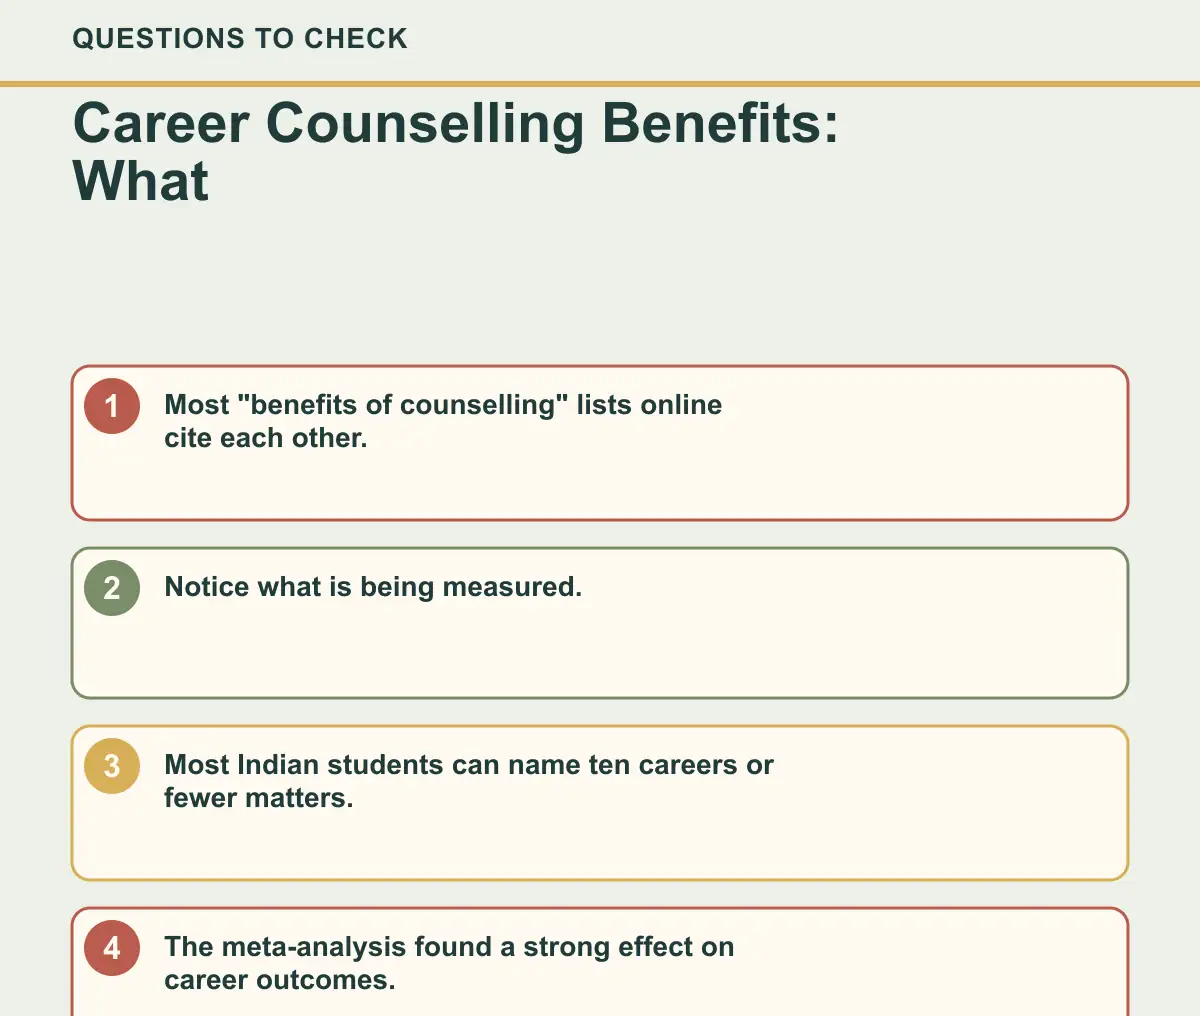 QUESTIONS TO CHECK
Career Counselling Benefits:
What
1
Most "benefits of counselling" lists online
cite each other.
2
Notice what is being measured.
3
Most Indian students can name ten careers or
fewer matters.
4
The meta-analysis found a strong effect on
career outcomes.